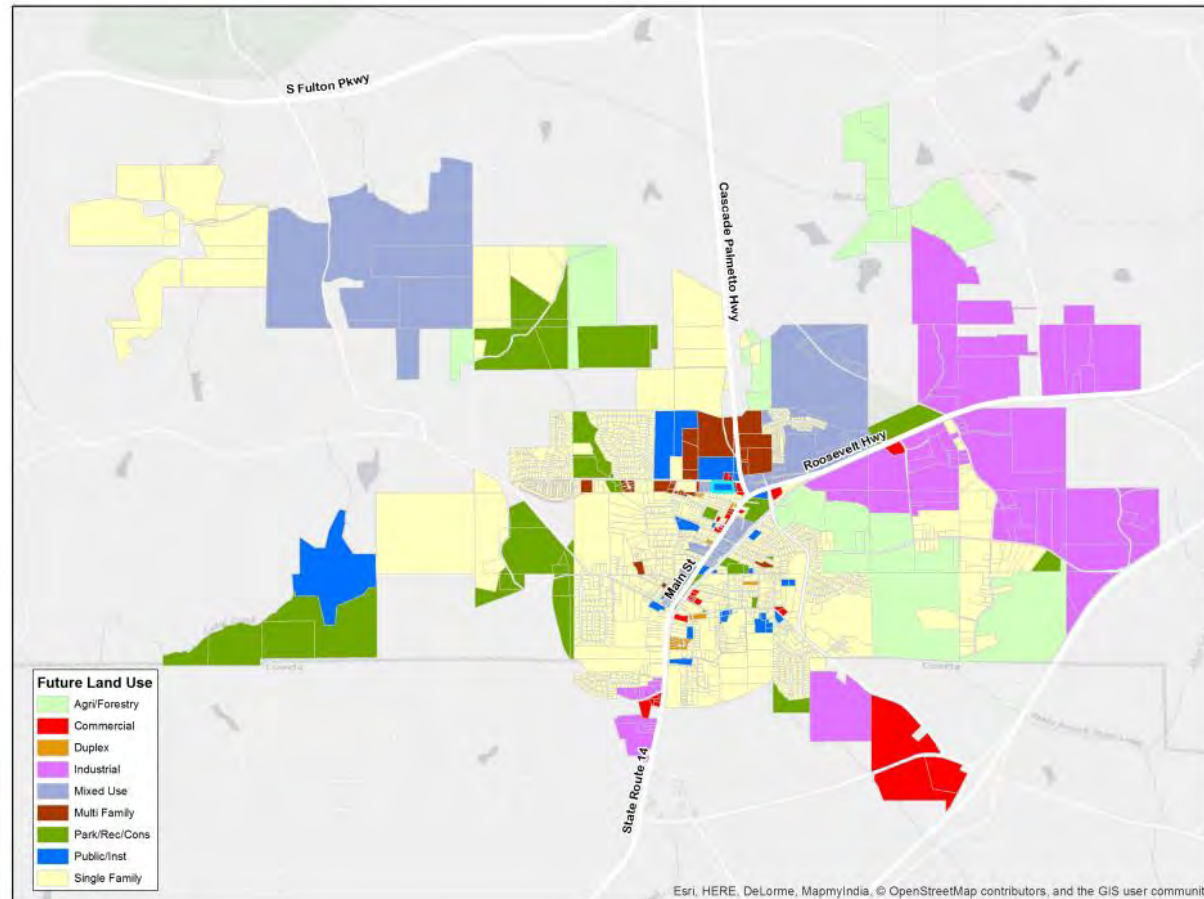 S Fulton Pkwy
Cascade Palmetto Hwy
Roosevelt Hwy
Main St
Coweta
Coweta
State Route 14
Future Land Use
Agri/Forestry
Commercial
Duplex
Industrial
Mixed Use
Multi Family
Park/Rec/Cons
Public/Inst
Single Family
Esri, HERE, DeLorme, MapmyIndia, © OpenStreetMap contributors, and the GIS user communit